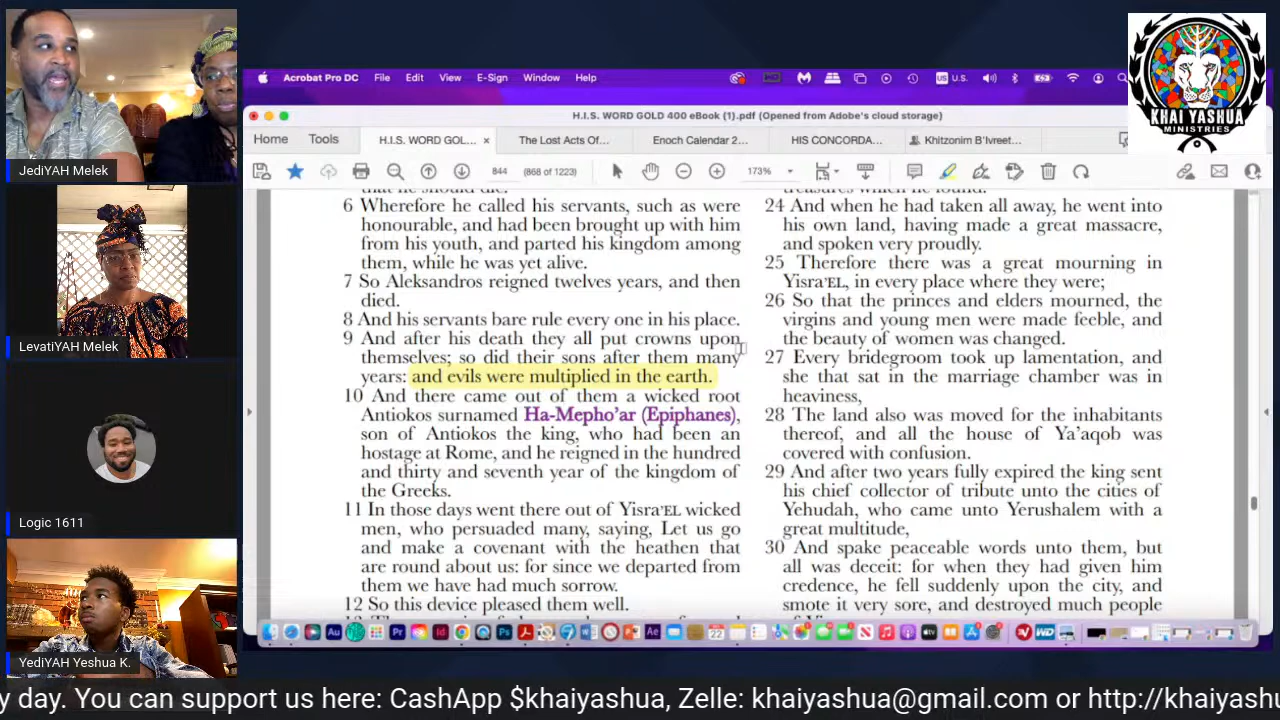 JediYAH Melek
LevatiYAH Melek
Logic 1611
YediYAH Yeshua K.
KHAI YASHUA
MINISTRIES
Acrobat Pro DC File Edit View E-Sign Window Help
U.S.
H.I.S. WORD GOLD 400 eBook (1).pdf (Opened from Adobe's cloud storage)
Home Tools H.I.S. WORD GOL... × The Lost Acts Of... Enoch Calendar 2... HIS CONCORDA... Khitzonim B'Ivreet...
844 (868 of 1223) 173%
that he should die.
6 Wherefore he called his servants, such as were
honourable, and had been brought up with him
from his youth, and parted his kingdom among
them, while he was yet alive.
7 So Aleksandros reigned twelves years, and then
died.
8 And his servants bare rule every one in his place.
9 And after his death they all put crowns upon
themselves; so did their sons after them many
years: and evils were multiplied in the earth.
10 And there came out of them a wicked root
Antiokos surnamed Ha-Mepho'ar (Epiphanes),
son of Antiokos the king, who had been an
hostage at Rome, and he reigned in the hundred
and thirty and seventh year of the kingdom of
the Greeks.
11 In those days went there out of Yisra'EL wicked
men, who persuaded many, saying, Let us go
and make a covenant with the heathen that
are round about us: for since we departed from
them we have had much sorrow.
12 So this device pleased them well.
treasures which he found.
24 And when he had taken all away, he went into
his own land, having made a great massacre,
and spoken very proudly.
25 Therefore there was a great mourning in
Yisra'EL, in every place where they were;
26 So that the princes and elders mourned, the
virgins and young men were made feeble, and
the beauty of women was changed.
27 Every bridegroom took up lamentation, and
she that sat in the marriage chamber was in
heaviness,
28 The land also was moved for the inhabitants
thereof, and all the house of Ya'aqob was
covered with confusion.
29 And after two years fully expired the king sent
his chief collector of tribute unto the cities of
Yehudah, who came unto Yerushalem with a
great multitude,
30 And spake peaceable words unto them, but
all was deceit: for when they had given him
credence, he fell suddenly upon the city, and
smote it very sore, and destroyed much people
y day. You can support us here: CashApp $khaiyashua, Zelle: khaiyashua@gmail.com or http://khaiyashu